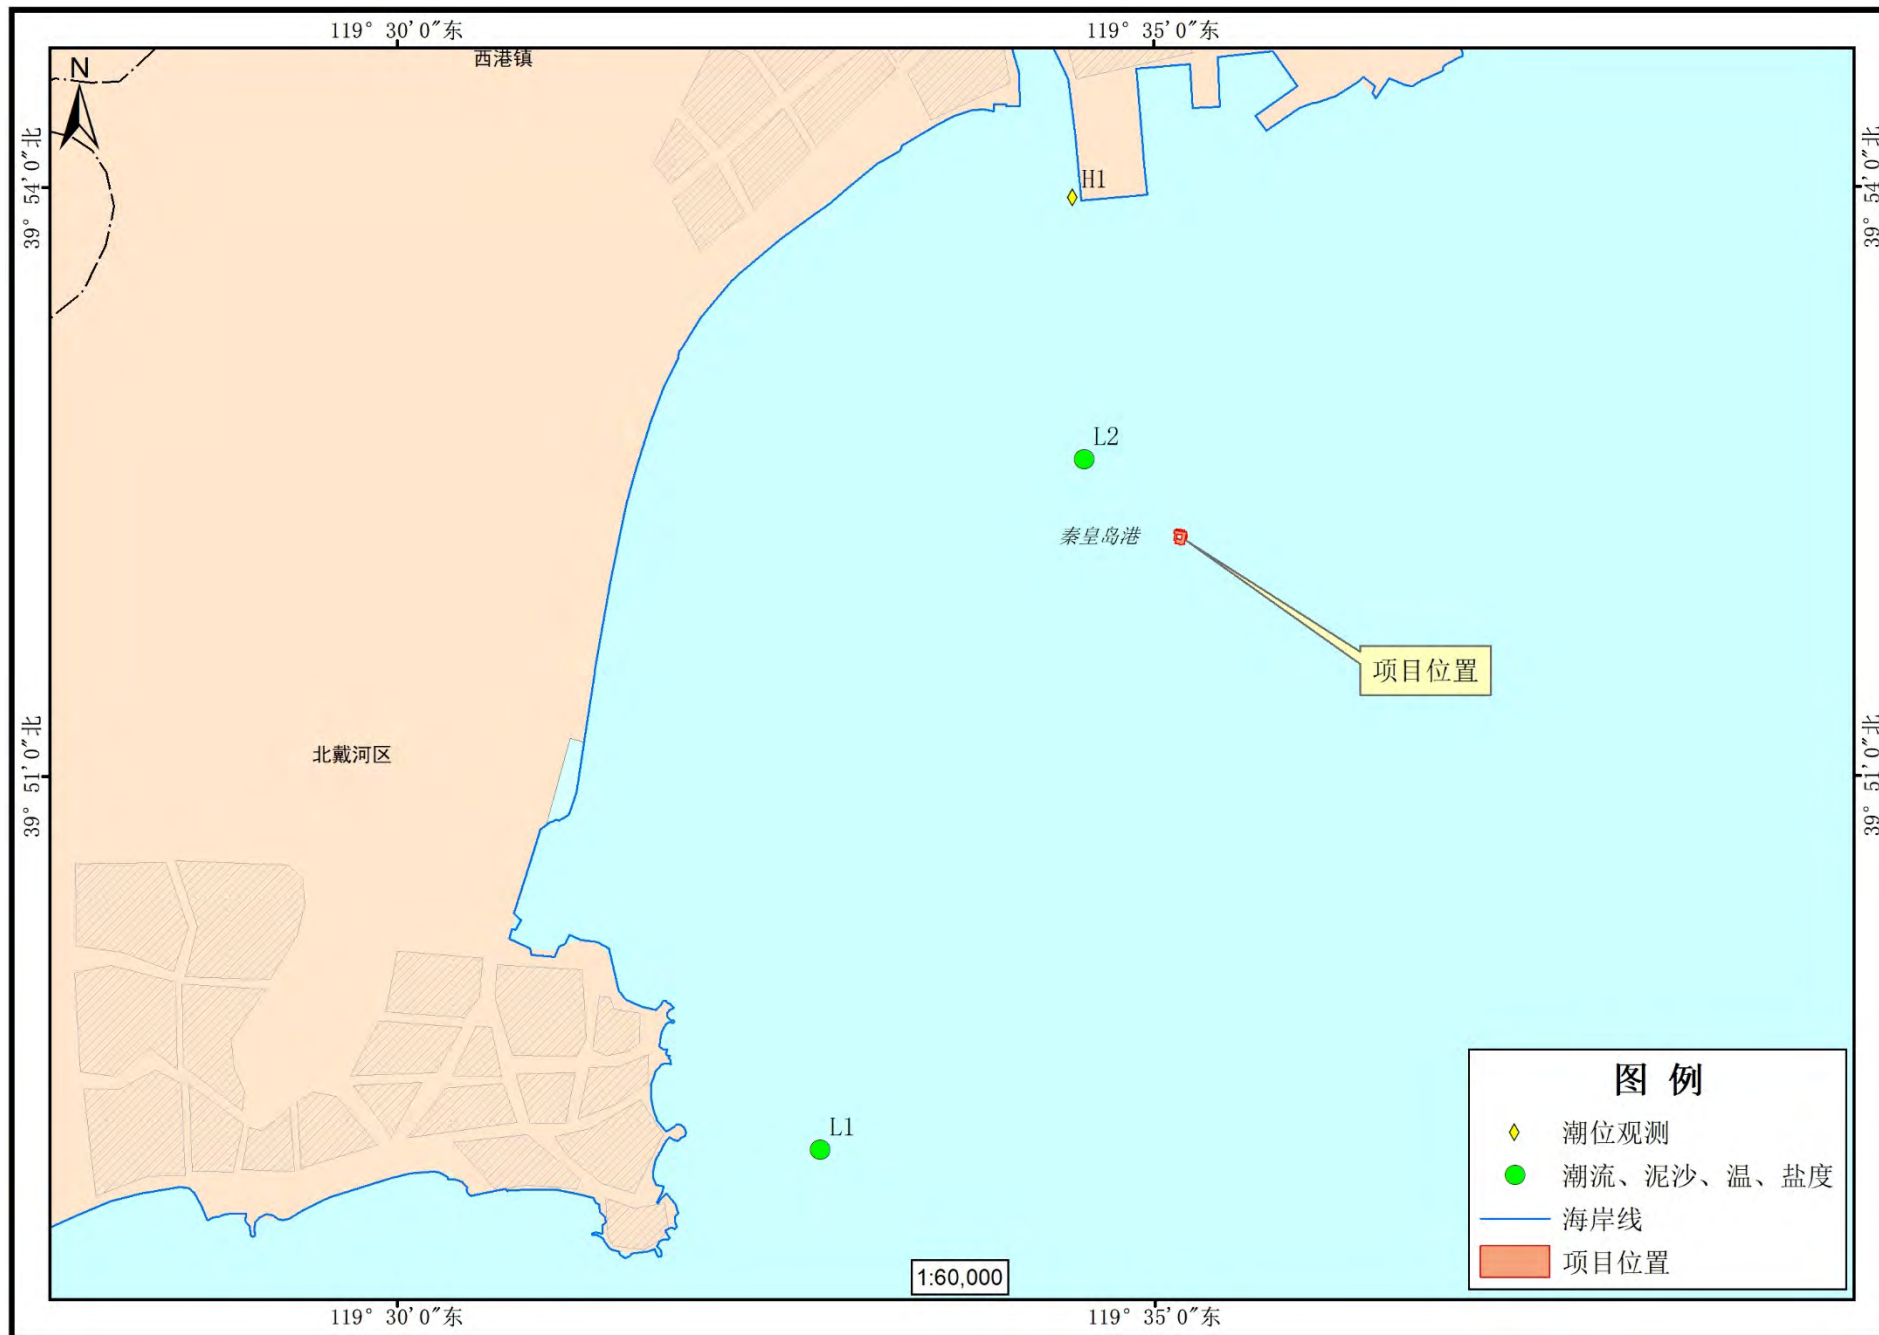 119° 30′0″东
119° 35′0″东
西港镇
N
39° 54′0″北
39° 54′0″北
H1
L2
秦皇岛港
项目位置
39° 51′0″北
39° 51′0″北
北戴河区
L1
图 例
潮位观测
潮流、泥沙、温、盐度
海岸线
项目位置
1:60,000
119° 30′0″东
119° 35′0″东